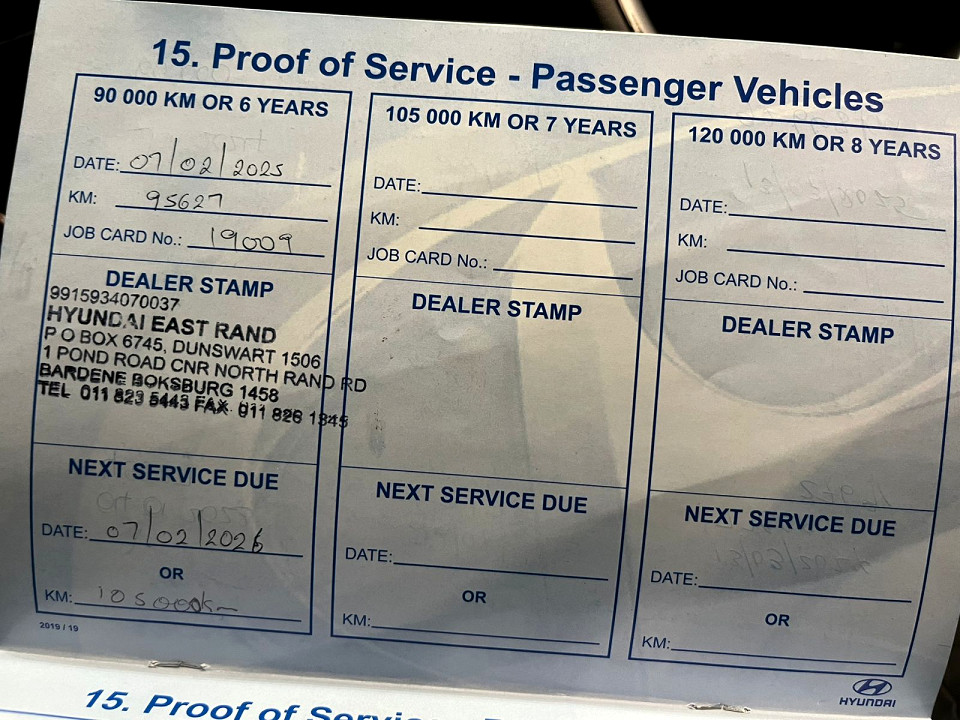 15. Proof of Service - Passenger Vehicles
90 000 KM OR 6 YEARS
DATE: 07/02/2025
KM: 95627
JOB CARD No.: 19009
DEALER STAMP
9915934070037
HYUNDAI EAST RAND
P O BOX 6745, DUNSWART 1506
1 POND ROAD CNR NORTH RAND RD
BARDENE BOKSBURG 1458
TEL 011 823 5443 FAX 011 826 1345
NEXT SERVICE DUE
DATE: 07/02/2026
OR
KM: 105000km
2019 / 19
105 000 KM OR 7 YEARS
DATE:
KM:
JOB CARD No.:
DEALER STAMP
NEXT SERVICE DUE
DATE:
OR
KM:
120 000 KM OR 8 YEARS
DATE:
KM:
JOB CARD No.:
DEALER STAMP
NEXT SERVICE DUE
DATE:
OR
KM:
HYUNDAI
15. Proof of Service